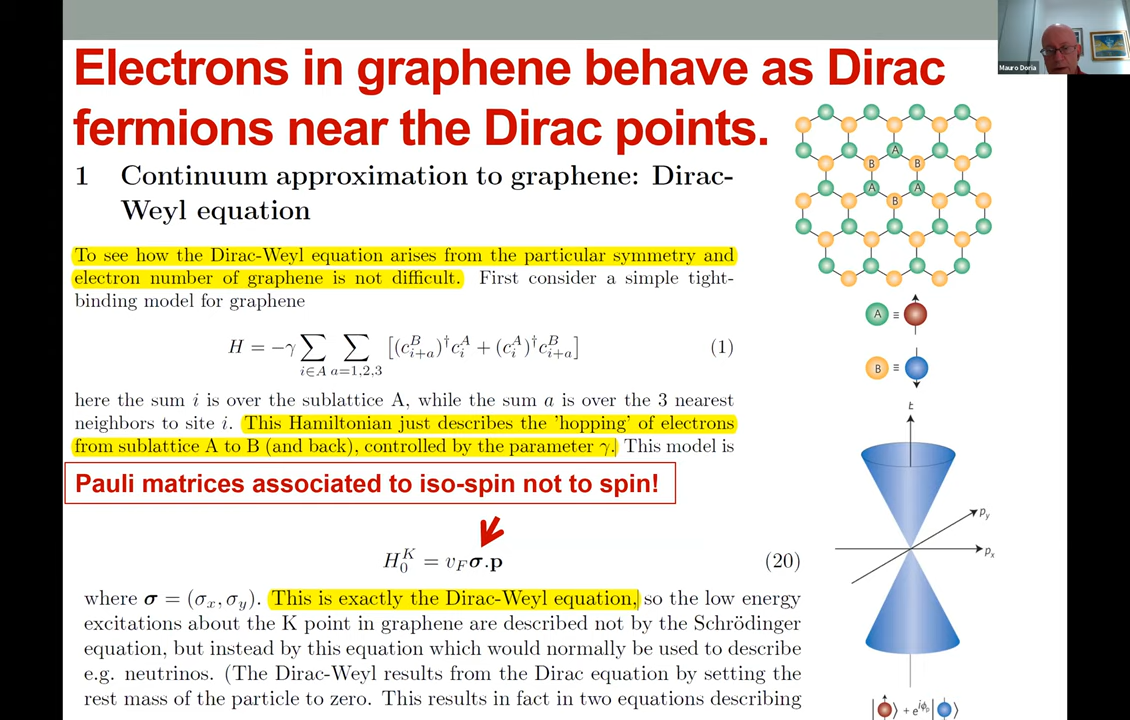 Electrons in graphene behave as Dirac
fermions near the Dirac points.
Mauro Doria
1 Continuum approximation to graphene: Dirac-
Weyl equation
To see how the Dirac-Weyl equation arises from the particular symmetry and
electron number of graphene is not difficult. First consider a simple tight-
binding model for graphene
H = −γ ∑ ∑ [(c^B_{i+a})^† c^A_i + (c^A_i)^† c^B_{i+a}] (1)
i∈A a=1,2,3
here the sum i is over the sublattice A, while the sum a is over the 3 nearest
neighbors to site i. This Hamiltonian just describes the 'hopping' of electrons
from sublattice A to B (and back), controlled by the parameter γ. This model is
Pauli matrices associated to iso-spin not to spin!
H^K_0 = v_F σ.p (20)
where σ = (σ_x, σ_y). This is exactly the Dirac-Weyl equation, so the low energy
excitations about the K point in graphene are described not by the Schrödinger
equation, but instead by this equation which would normally be used to describe
e.g. neutrinos. (The Dirac-Weyl results from the Dirac equation by setting the
rest mass of the particle to zero. This results in fact in two equations describing
A
B B
A A
B
A ≡
B ≡
E
p_y
p_x
| ⟩ + e^{iϕ_p} | ⟩